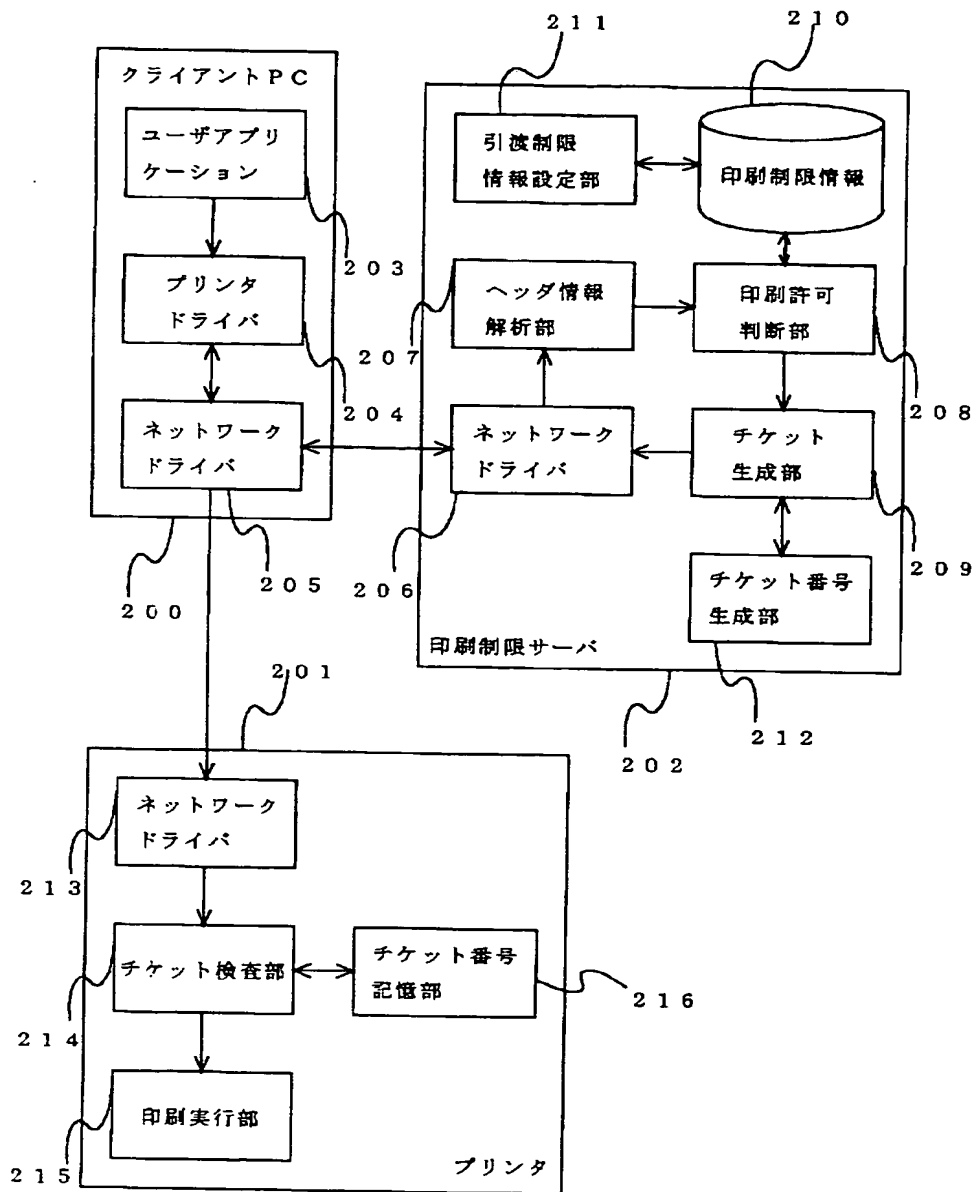 211
210
クライアントPC
ユーザアプリ
ケーション
203
プリンタ
ドライバ
204
ネットワーク
ドライバ
205
200
引渡制限
情報設定部
印刷制限情報
ヘッダ情報
解析部
207
印刷許可
判断部
208
ネットワーク
ドライバ
206
チケット
生成部
209
チケット番号
生成部
212
印刷制限サーバ
202
201
ネットワーク
ドライバ
213
チケット検査部
214
チケット番号
記憶部
216
印刷実行部
215
プリンタ